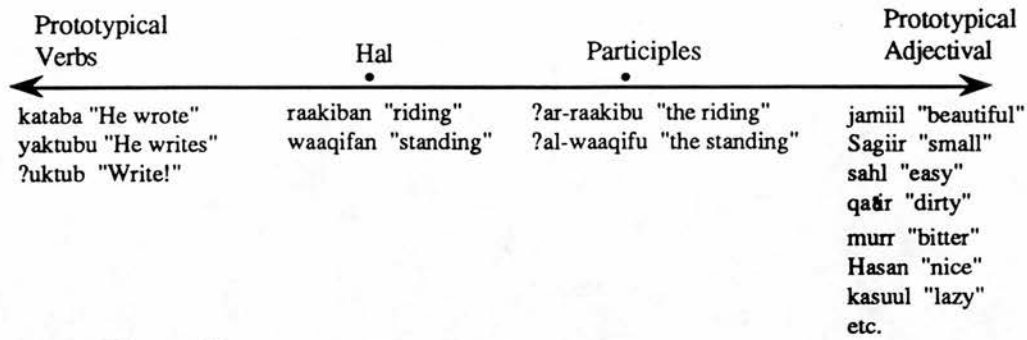 Prototypical Verbs
Hal
Participles
Prototypical Adjectival
kataba "He wrote"
yaktubu "He writes"
?uktub "Write!"
raakiban "riding"
waaqifan "standing"
?ar-raakibu "the riding"
?al-waaqifu "the standing"
jamiil "beautiful"
Sagiir "small"
sahl "easy"
"dirty"
murr "bitter"
Hasan "nice"
kasuul "lazy"
etc.